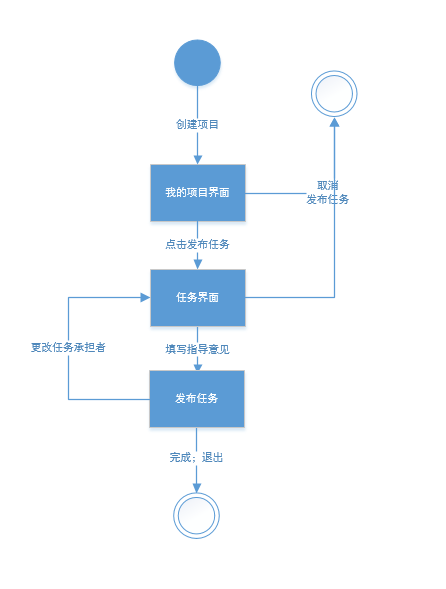 创建项目
我的项目界面
取消
发布任务
点击发布任务
任务界面
更改任务承担者
填写指导意见
发布任务
完成；退出